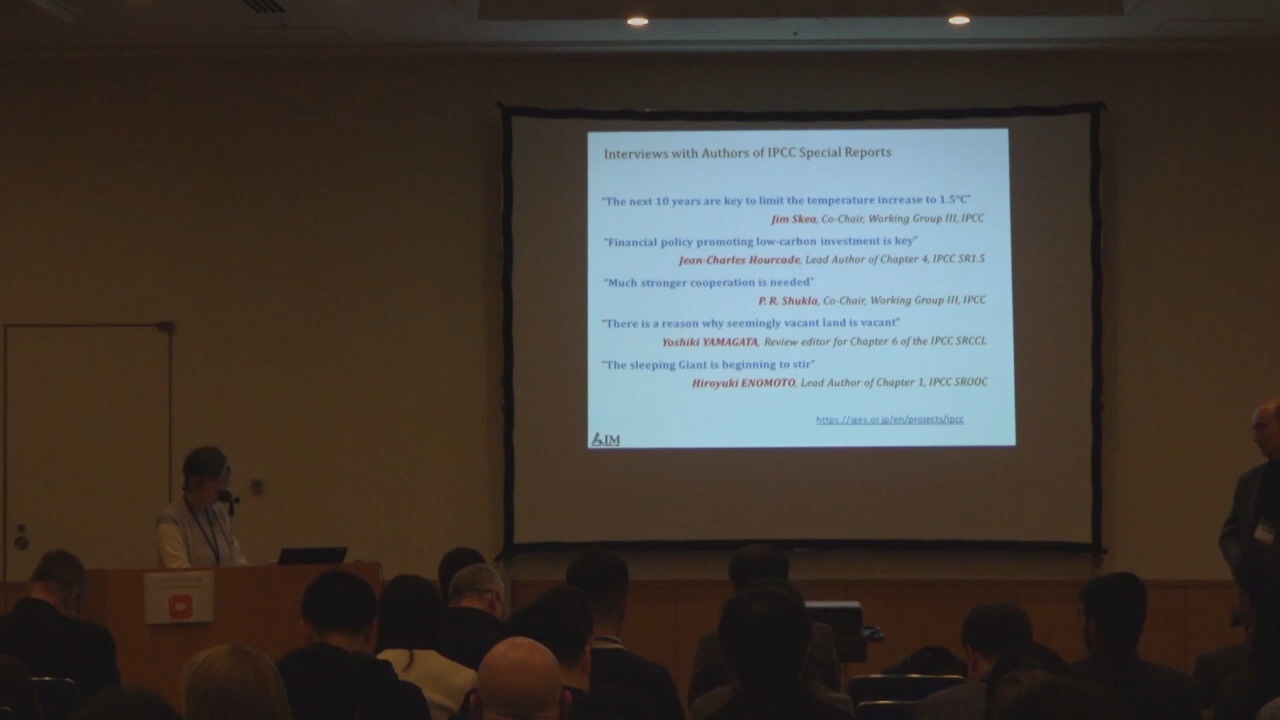 Interviews with Authors of IPCC Special Reports
"The next 10 years are key to limit the temperature increase to 1.5°C"
Jim Skea, Co-Chair, Working Group III, IPCC
"Financial policy promoting low-carbon investment is key"
Jean-Charles Hourcade, Lead Author of Chapter 4, IPCC SR1.5
"Much stronger cooperation is needed"
P. R. Shukla, Co-Chair, Working Group III, IPCC
"There is a reason why seemingly vacant land is vacant"
Yoshiki YAMAGATA, Review editor for Chapter 6 of the IPCC SRCCL
"The sleeping Giant is beginning to stir"
Hiroyuki ENOMOTO, Lead Author of Chapter 1, IPCC SROOC
https://iges.or.jp/en/projects/ipcc
AIM